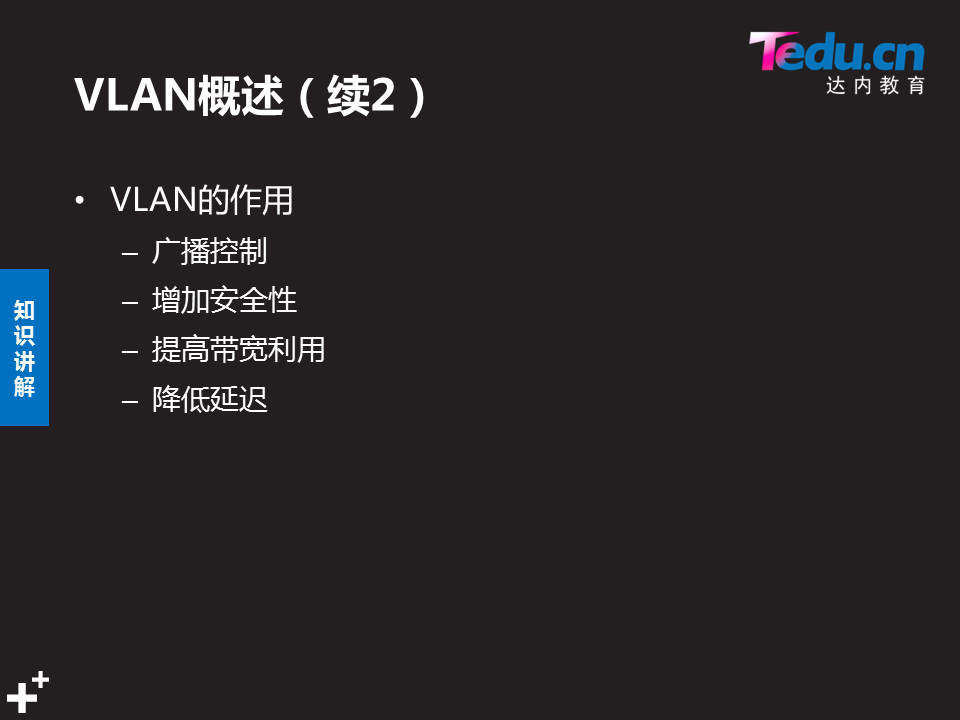 Tedu.cn
达内教育
VLAN概述（续2）
• VLAN的作用
– 广播控制
– 增加安全性
– 提高带宽利用
– 降低延迟
知
识
讲
解